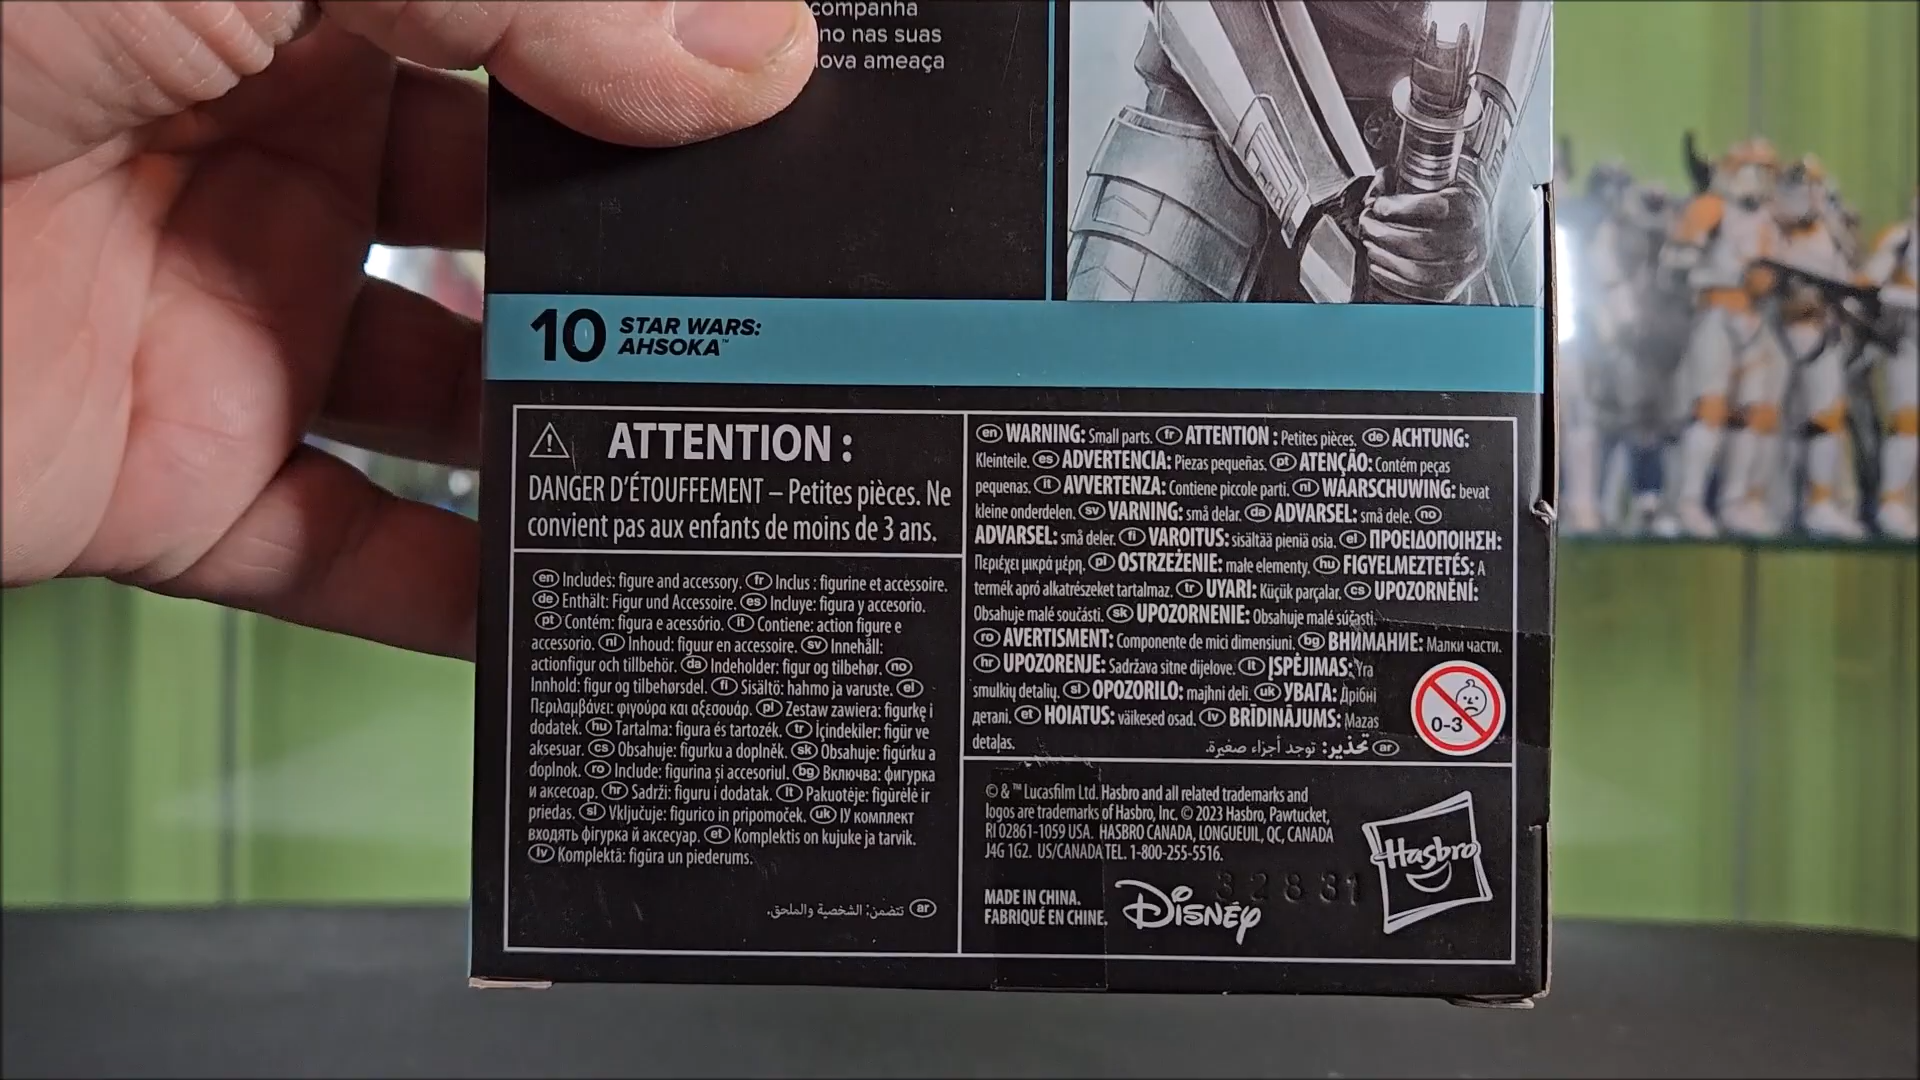 companha
no nas suas
ova ameaça
10 STAR WARS:
AHSOKA™
ATTENTION :
DANGER D'ÉTOUFFEMENT – Petites pièces. Ne
convient pas aux enfants de moins de 3 ans.
en Includes: figure and accessory. fr Inclus : figurine et accessoire.
de Enthält: Figur und Accessoire. es Incluye: figura y accesorio.
pt Contém: figura e acessório. it Contiene: action figure e
accessorio. nl Inhoud: figuur en accessoire. sv Innehåll:
actionfigur och tillbehör. da Indeholder: figur og tilbehør. no
Innhold: figur og tilbehørsdel. fi Sisältö: hahmo ja varuste. el
Περιλαμβάνει: φιγούρα και αξεσουάρ. pl Zestaw zawiera: figurkę i
dodatek. hu Tartalma: figura és tartozék. tr İçindekiler: figür ve
aksesuar. cs Obsahuje: figurku a doplněk. sk Obsahuje: figúrku a
doplnok. ro Include: figurina și accesoriul. bg Включва: фигурка
и аксесоар. hr Sadrži: figuru i dodatak. lt Pakuotėje: figūrėlė ir
priedas. sl Vključuje: figurico in pripomoček. uk ІУ комплект
входять фігурка й аксесуар. et Komplektis on kujuke ja tarvik.
lv Komplektā: figūra un piederums.
ar تتضمن: الشخصية والملحق.
en WARNING: Small parts. fr ATTENTION : Petites pièces. de ACHTUNG:
Kleinteile. es ADVERTENCIA: Piezas pequeñas. pt ATENÇÃO: Contém peças
pequenas. it AVVERTENZA: Contiene piccole parti. nl WAARSCHUWING: bevat
kleine onderdelen. sv VARNING: små delar. da ADVARSEL: små dele. no
ADVARSEL: små deler. fi VAROITUS: sisältää pieniä osia. el ΠΡΟΕΙΔΟΠΟΙΗΣΗ:
Περιέχει μικρά μέρη. pl OSTRZEŻENIE: małe elementy. hu FIGYELMEZTETÉS: A
termék apró alkatrészeket tartalmaz. tr UYARI: Küçük parçalar. cs UPOZORNĚNÍ:
Obsahuje malé součásti. sk UPOZORNENIE: Obsahuje malé súčasti.
ro AVERTISMENT: Componente de mici dimensiuni. bg ВНИМАНИЕ: Малки части.
hr UPOZORENJE: Sadržava sitne dijelove. lt ĮSPĖJIMAS: Yra
smulkių detalių. sl OPOZORILO: majhni deli. uk УВАГА: Дрібні
деталі. et HOIATUS: väikesed osad. lv BRĪDINĀJUMS: Mazas
detaļas.
ar تحذير: توجد أجزاء صغيرة.
0-3
© & ™ Lucasfilm Ltd. Hasbro and all related trademarks and
logos are trademarks of Hasbro, Inc. © 2023 Hasbro, Pawtucket,
RI 02861-1059 USA. HASBRO CANADA, LONGUEUIL, QC, CANADA
J4G 1G2. US/CANADA TEL. 1-800-255-5516.
MADE IN CHINA.
FABRIQUÉ EN CHINE.
Disney
32831
Hasbro